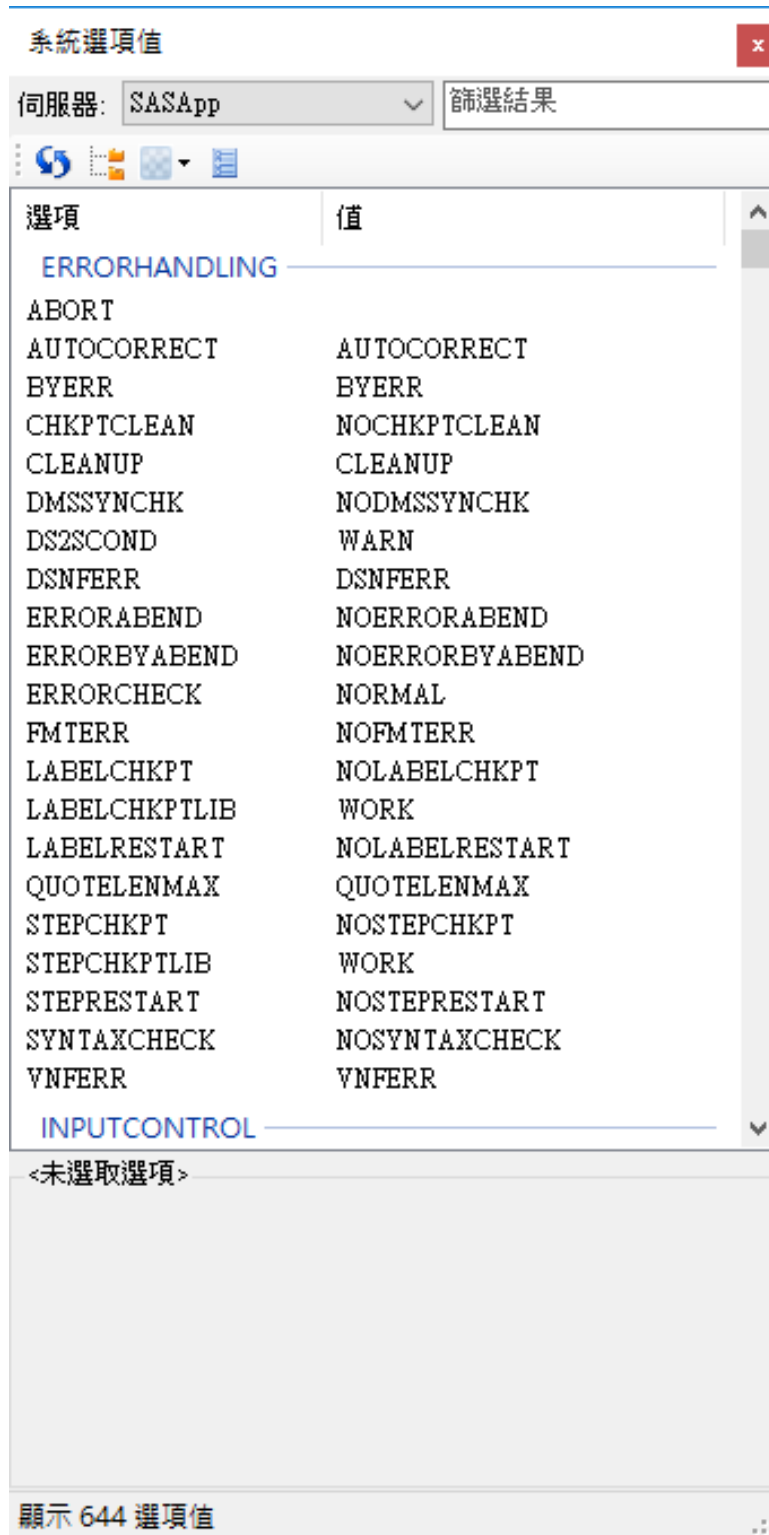 系統選項值
x
伺服器: SASApp 篩選結果
選項 值
ERRORHANDLING
ABORT
AUTOCORRECT AUTOCORRECT
BYERR BYERR
CHKPTCLEAN NOCHKPTCLEAN
CLEANUP CLEANUP
DMSSYNCHK NODMSSYNCHK
DS2SCOND WARN
DSNFERR DSNFERR
ERRORABEND NOERRORABEND
ERRORBYABEND NOERRORBYABEND
ERRORCHECK NORMAL
FMTERR NOFMTERR
LABELCHKPT NOLABELCHKPT
LABELCHKPTLIB WORK
LABELRESTART NOLABELRESTART
QUOTELENMAX QUOTELENMAX
STEPCHKPT NOSTEPCHKPT
STEPCHKPTLIB WORK
STEPRESTART NOSTEPRESTART
SYNTAXCHECK NOSYNTAXCHECK
VNFERR VNFERR
INPUTCONTROL
<未選取選項>
顯示 644 選項值